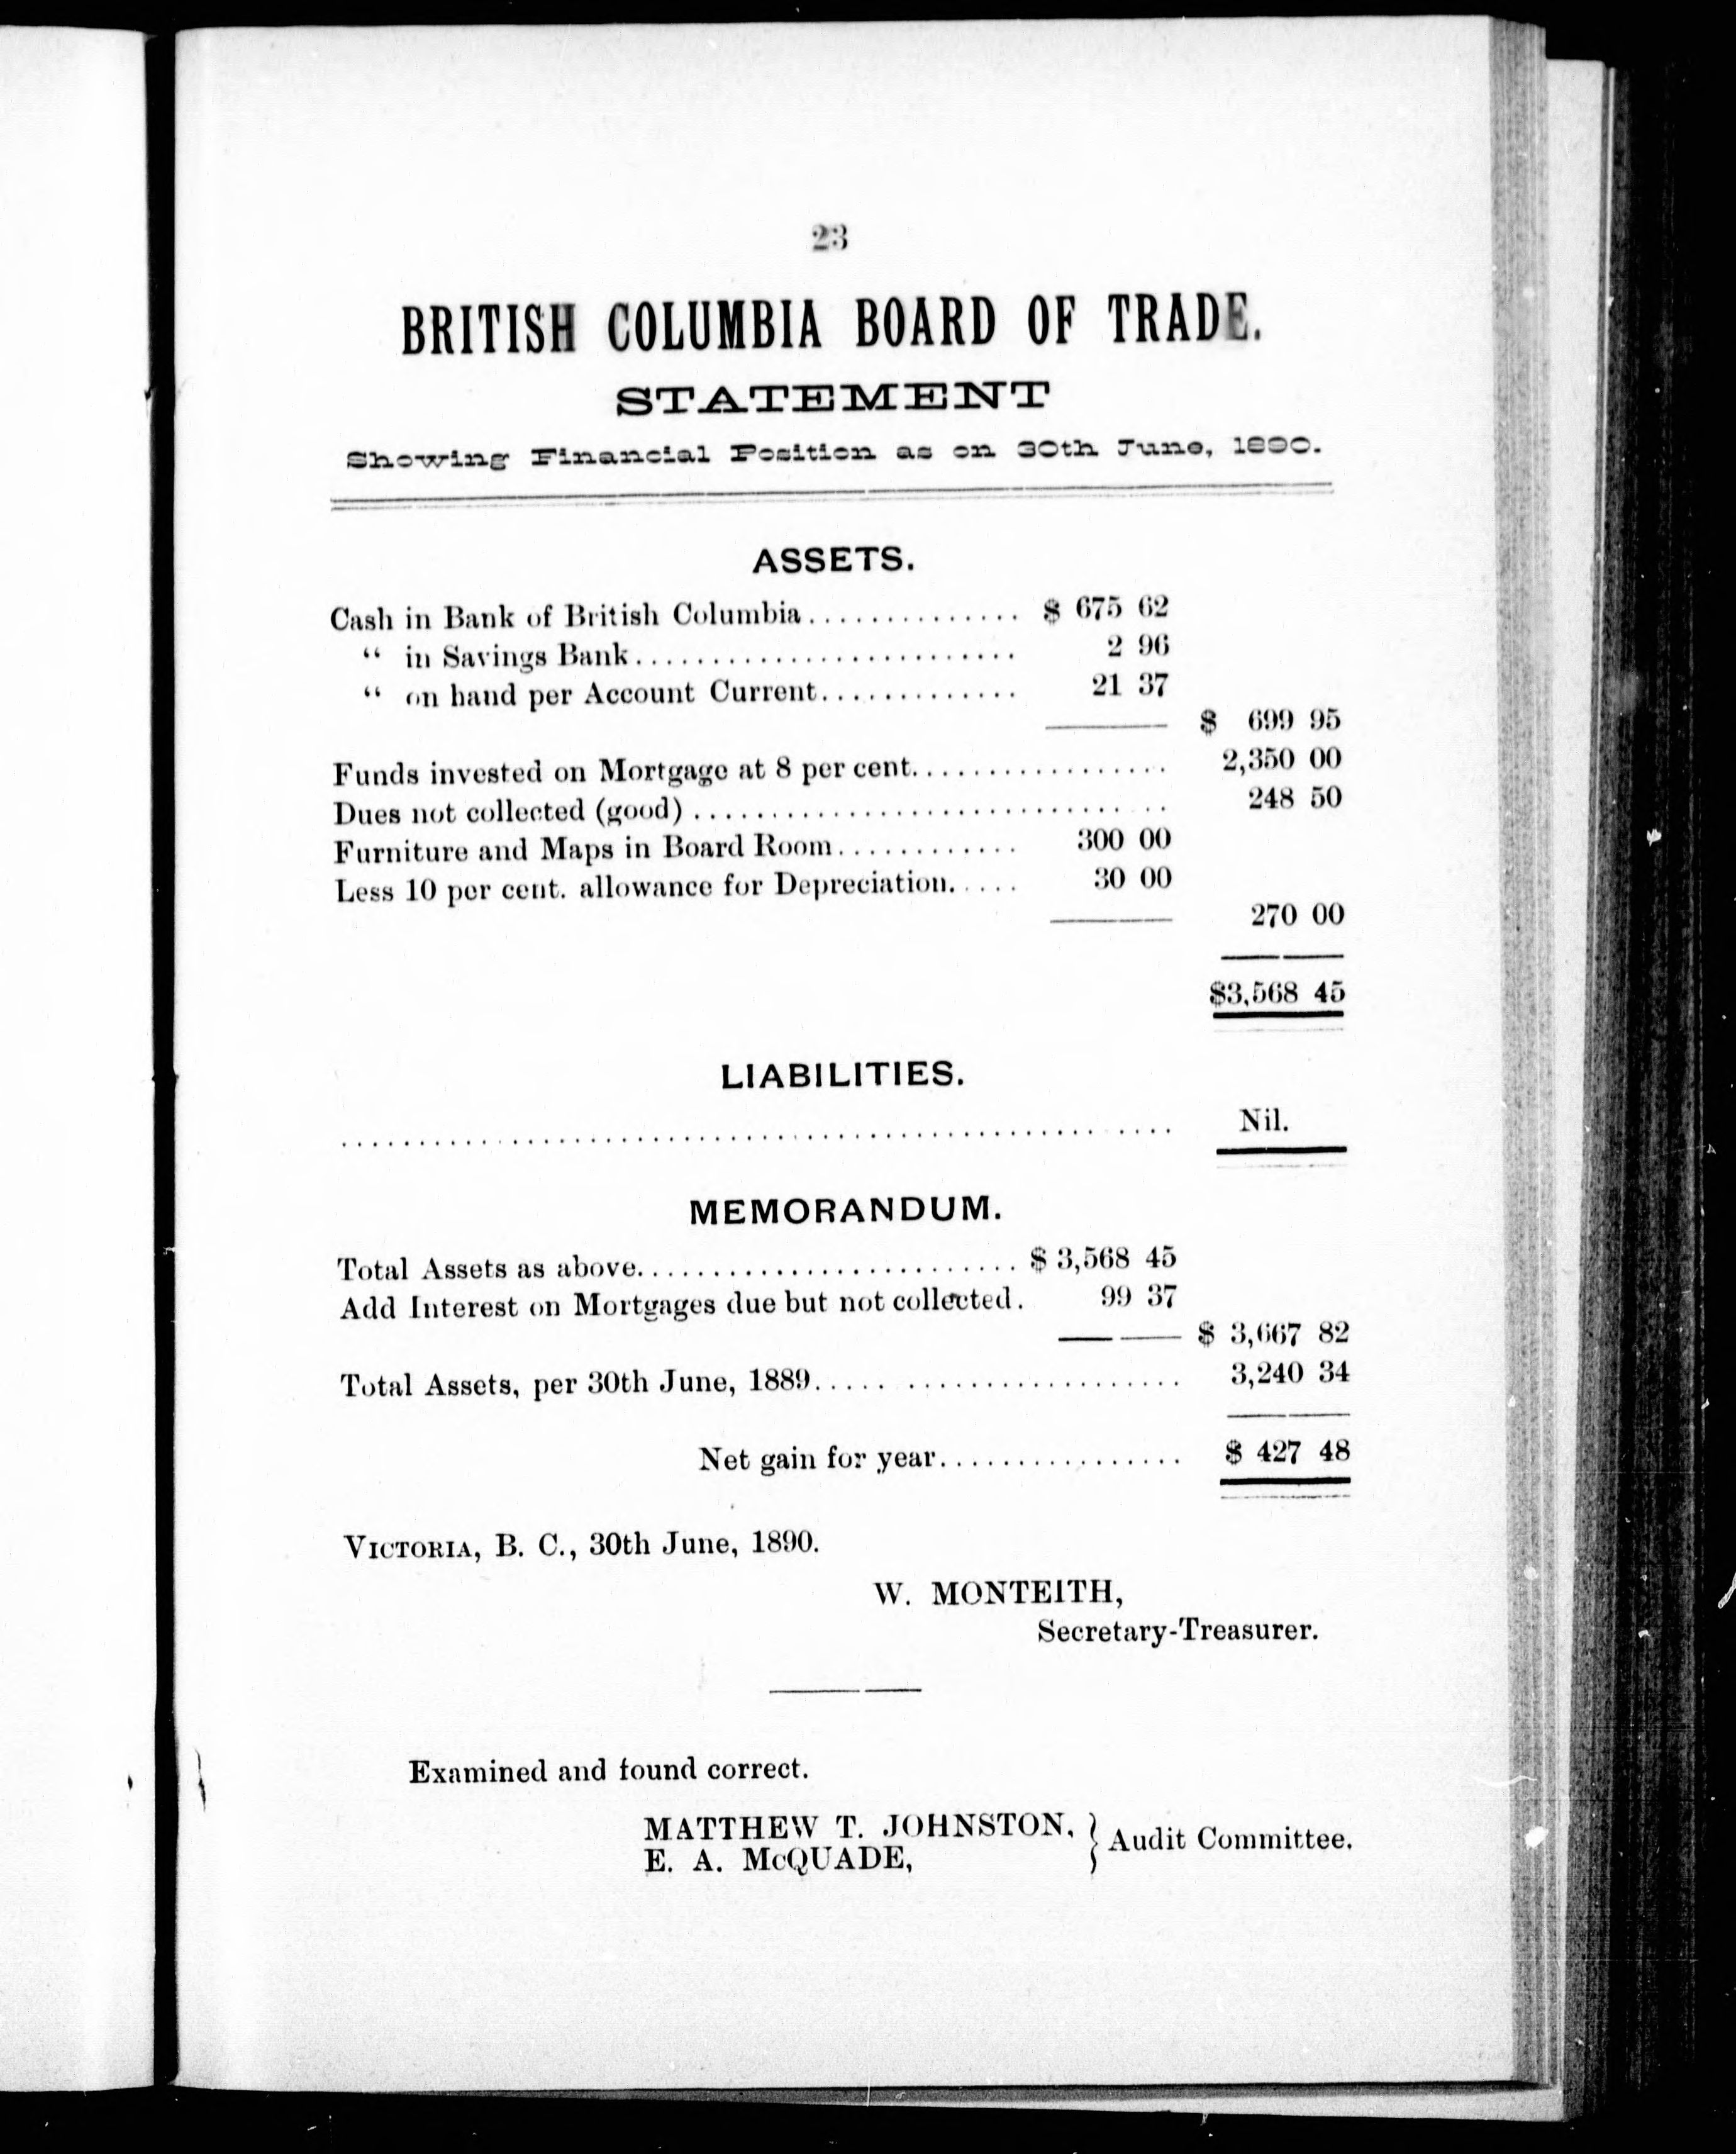 23
BRITISH COLUMBIA BOARD OF TRADE.
STATEMENT
Showing Financial Position as on 30th June, 1890.
ASSETS.
Cash in Bank of British Columbia.............. $ 675 62
“ in Savings Bank......................... 2 96
“ on hand per Account Current............. 21 37
$ 699 95
Funds invested on Mortgage at 8 per cent................. 2,350 00
Dues not collected (good) ............................... 248 50
Furniture and Maps in Board Room............ 300 00
Less 10 per cent. allowance for Depreciation..... 30 00
270 00
$3,568 45
LIABILITIES.
...................................................... Nil.
MEMORANDUM.
Total Assets as above......................... $ 3,568 45
Add Interest on Mortgages due but not collected. 99 37
$ 3,667 82
Total Assets, per 30th June, 1889....................... 3,240 34
Net gain for year................ $ 427 48
VICTORIA, B. C., 30th June, 1890.
W. MONTEITH,
Secretary-Treasurer.
Examined and found correct.
MATTHEW T. JOHNSTON, } Audit Committee.
E. A. McQUADE,